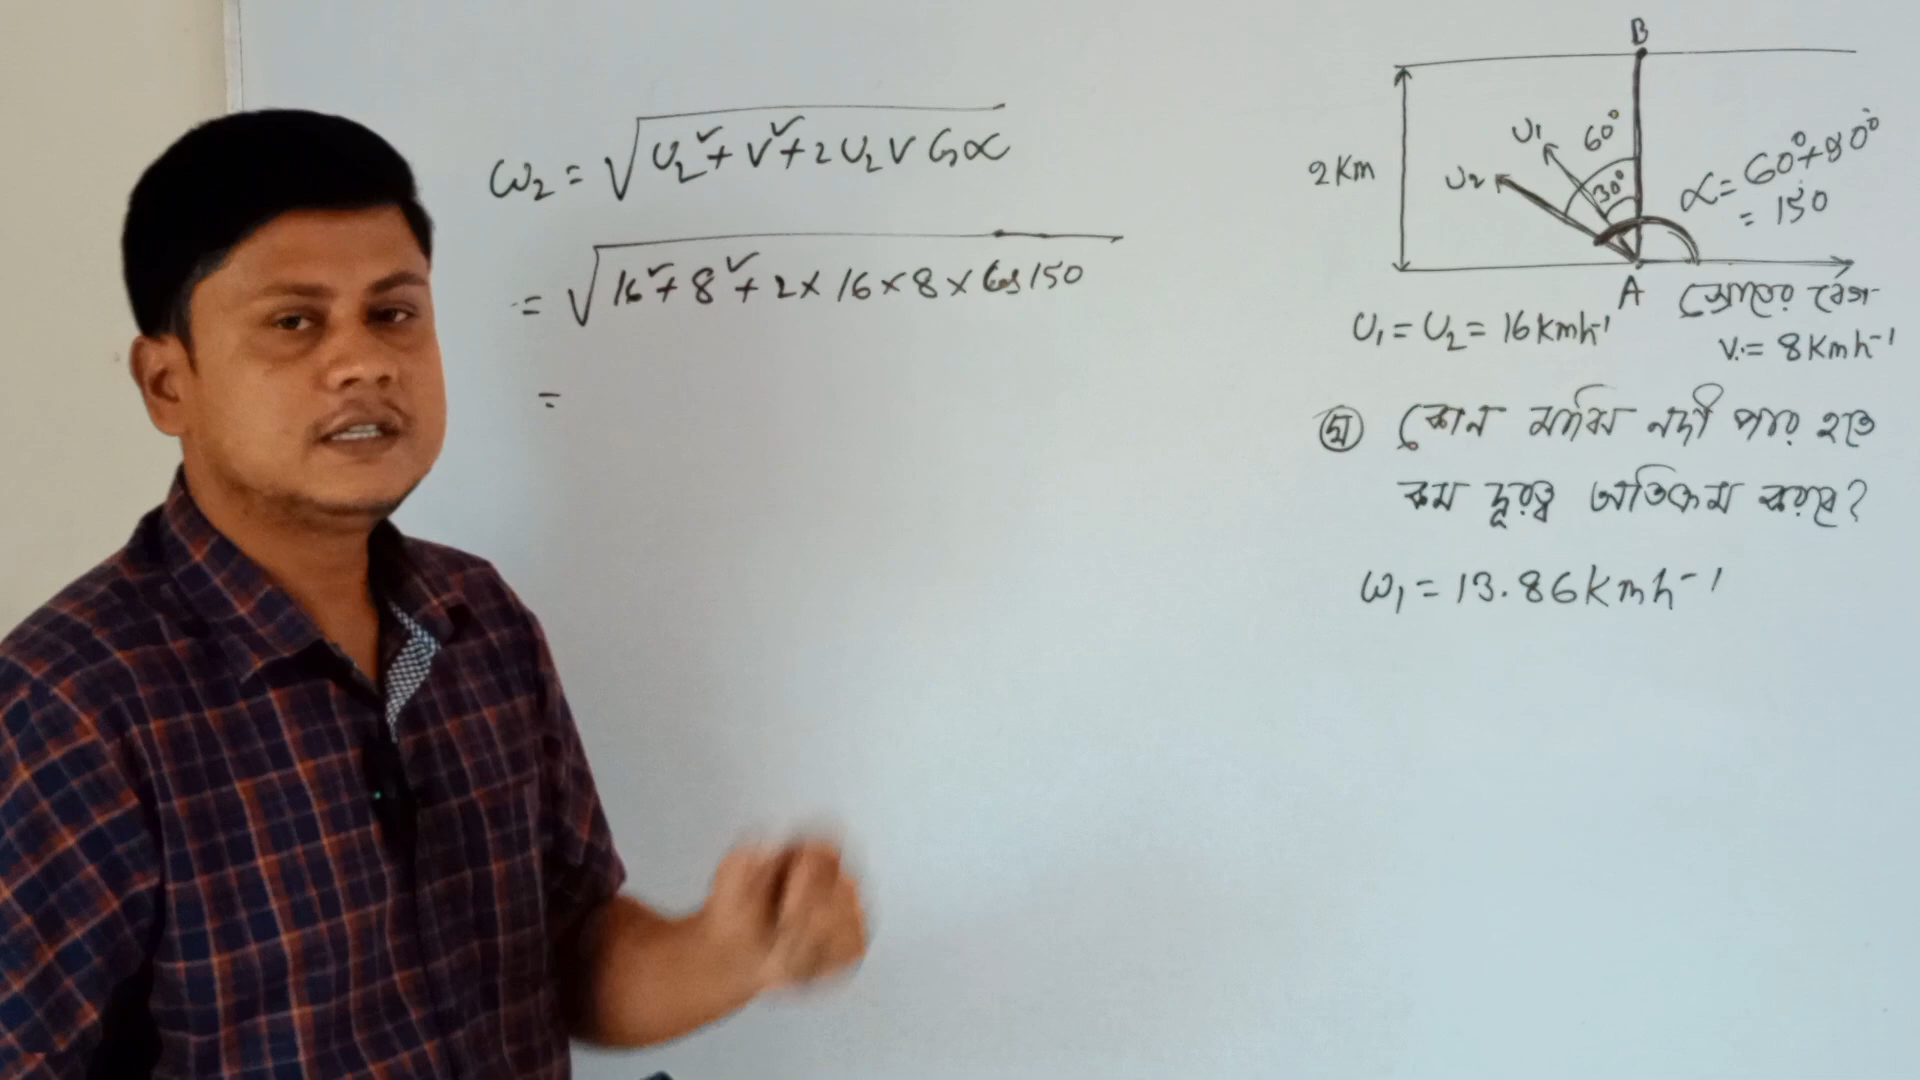 ω₂ = √(U₂² + V² + 2U₂V Cos α)
= √(16² + 8² + 2 × 16 × 8 × Cos 150)
=
B
2 Km
U₁
60°
U₂
30°
α = 60° + 90°
= 150
A
স্রোতের বেগ
U₁ = U₂ = 16 Kmh⁻¹
V = 8 Kmh⁻¹
ঘ কোন মাঝি নদী পার হতে
কম দূরত্ব অতিক্রম করবে?
ω₁ = 13.86 Kmh⁻¹